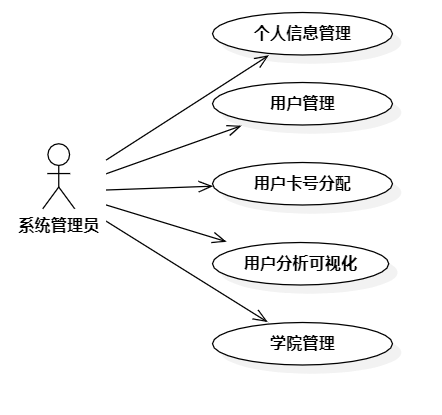 个人信息管理
用户管理
用户卡号分配
系统管理员
用户分析可视化
学院管理